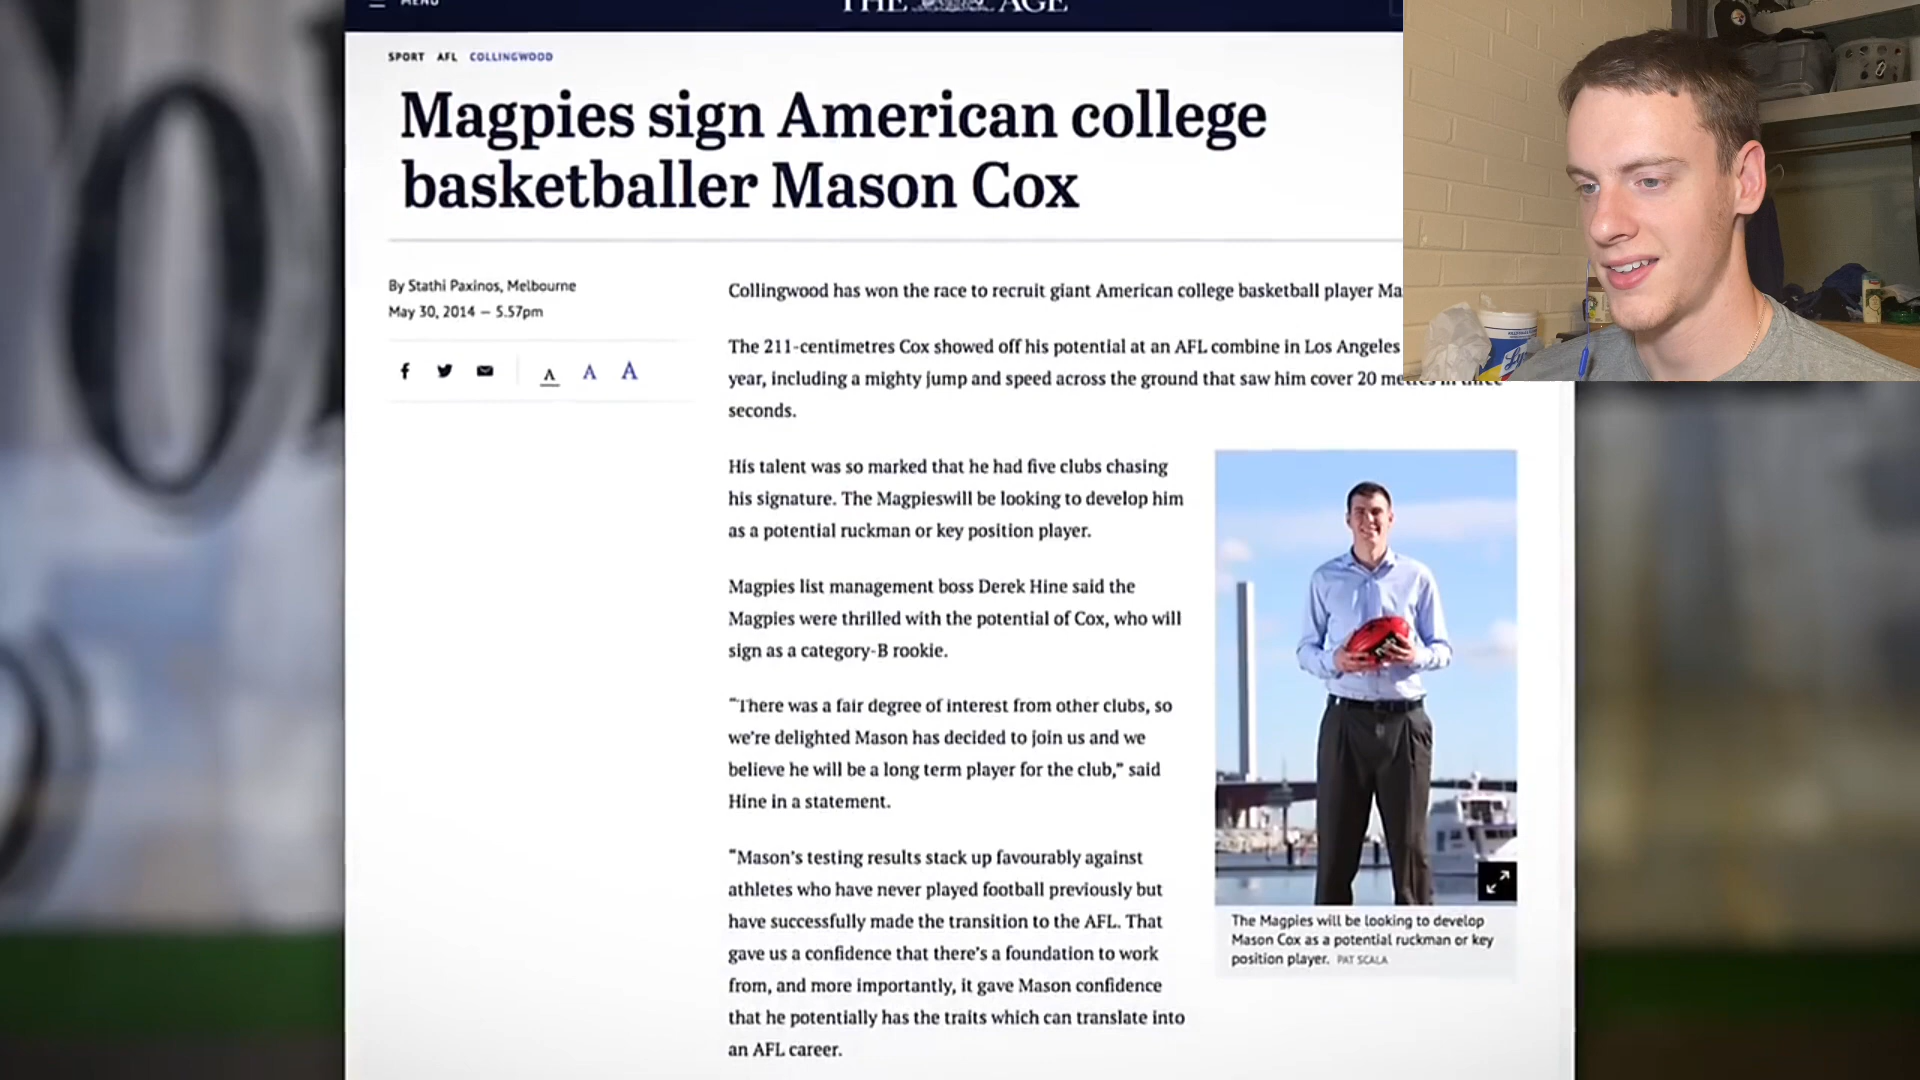 MENU
THE AGE
SPORT AFL COLLINGWOOD
Magpies sign American college
basketballer Mason Cox
By Stathi Paxinos, Melbourne
May 30, 2014 — 5.57pm
A A A
Collingwood has won the race to recruit giant American college basketball player Ma
The 211-centimetres Cox showed off his potential at an AFL combine in Los Angeles
year, including a mighty jump and speed across the ground that saw him cover 20 metres in three
seconds.
His talent was so marked that he had five clubs chasing
his signature. The Magpieswill be looking to develop him
as a potential ruckman or key position player.
Magpies list management boss Derek Hine said the
Magpies were thrilled with the potential of Cox, who will
sign as a category-B rookie.
"There was a fair degree of interest from other clubs, so
we're delighted Mason has decided to join us and we
believe he will be a long term player for the club," said
Hine in a statement.
"Mason's testing results stack up favourably against
athletes who have never played football previously but
have successfully made the transition to the AFL. That
gave us a confidence that there's a foundation to work
from, and more importantly, it gave Mason confidence
that he potentially has the traits which can translate into
an AFL career.
The Magpies will be looking to develop
Mason Cox as a potential ruckman or key
position player. PAT SCALA